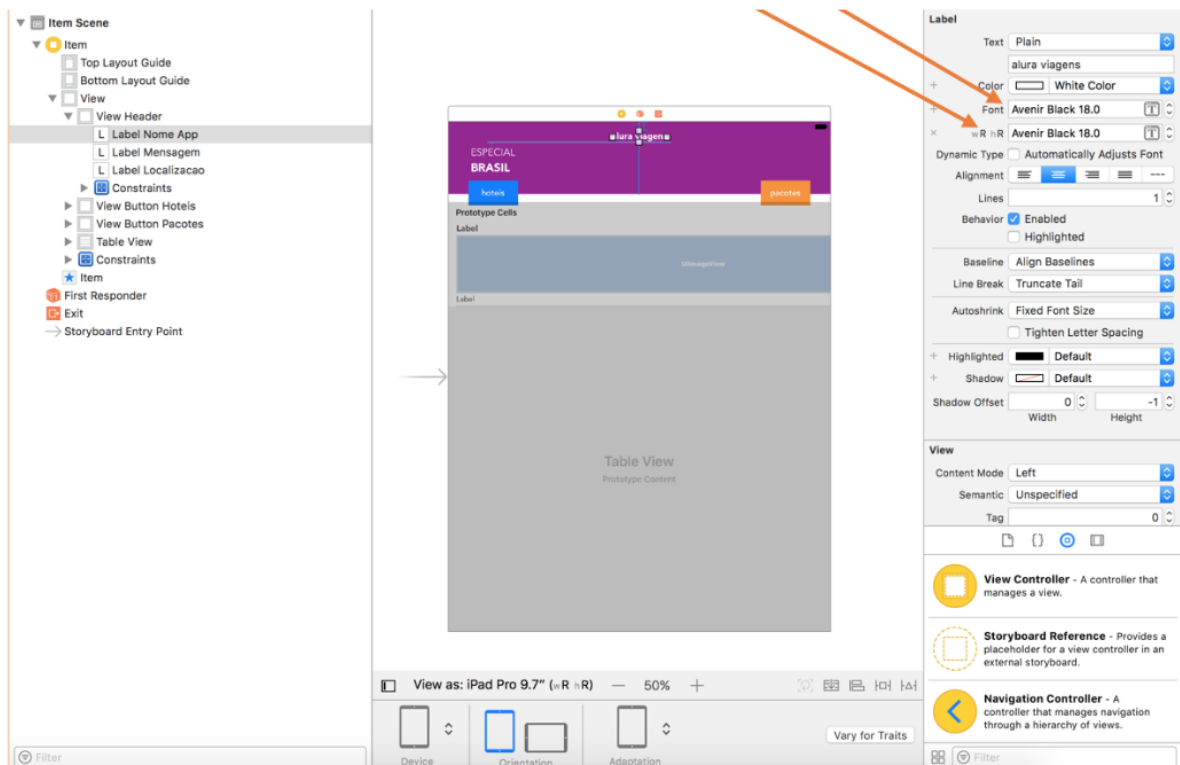 Item Scene
Item
Top Layout Guide
Bottom Layout Guide
View
View Header
L Label Nome App
L Label Mensagem
L Label Localizacao
Constraints
View Button Hoteis
View Button Pacotes
Table View
Constraints
Item
First Responder
Exit
Storyboard Entry Point
Filter
alura viagens
ESPECIAL
BRASIL
hoteis
pacotes
Prototype Cells
Label
UIImageView
Label
Table View
Prototype Content
View as: iPad Pro 9.7" (wR hR) — 50% +
Device
Orientation
Adaptation
Vary for Traits
Label
Text Plain
alura viagens
+ Color White Color
+ Font Avenir Black 18.0 T
× wR hR Avenir Black 18.0 T
Dynamic Type Automatically Adjusts Font
Alignment ---
Lines 1
Behavior Enabled
Highlighted
Baseline Align Baselines
Line Break Truncate Tail
Autoshrink Fixed Font Size
Tighten Letter Spacing
+ Highlighted Default
+ Shadow Default
Shadow Offset 0 -1
Width Height
View
Content Mode Left
Semantic Unspecified
Tag 0
{}
View Controller - A controller that
manages a view.
Storyboard Reference - Provides a
placeholder for a view controller in an
external storyboard.
Navigation Controller - A
controller that manages navigation
through a hierarchy of views.
Filter